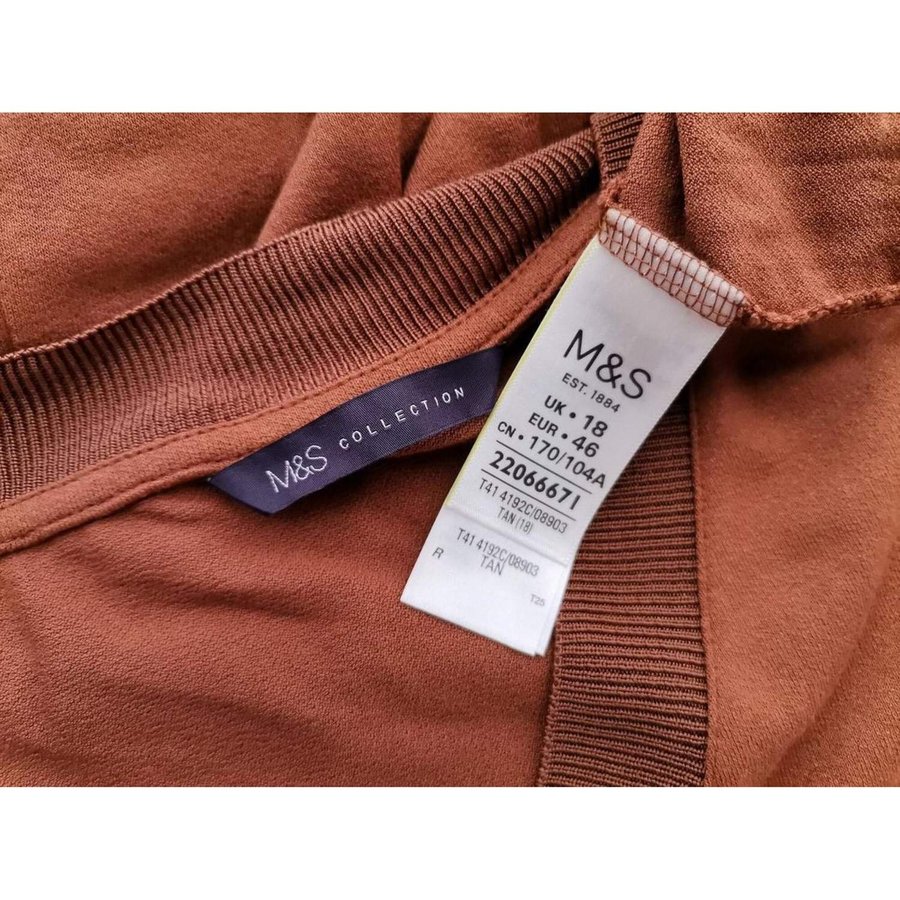 M&S COLLECTION
M&S
EST. 1884
UK • 18
EUR • 46
CN • 170/104A
22066671
T41 4192C/08903
TAN (18)
T41 4192C/08903
R TAN
T25